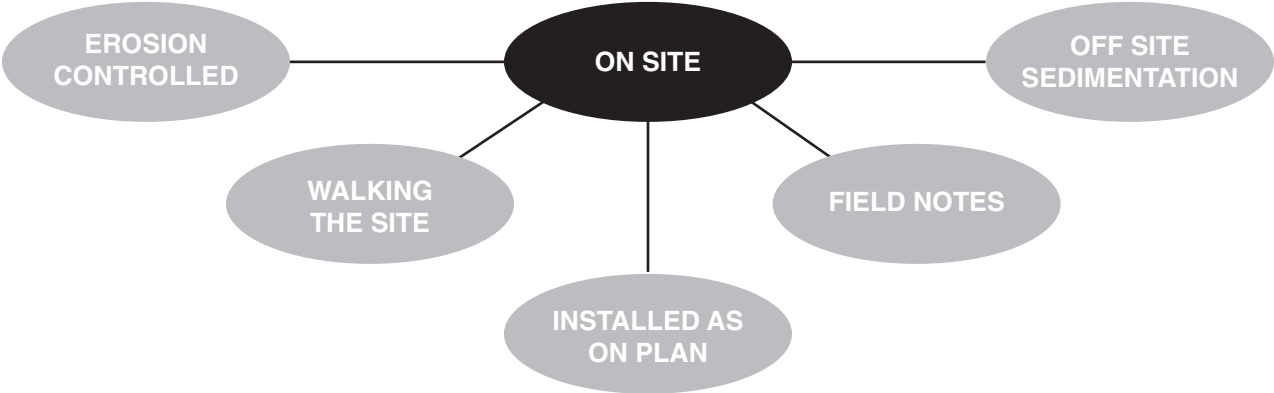 EROSION
CONTROLLED
ON SITE
OFF SITE
SEDIMENTATION
WALKING
THE SITE
FIELD NOTES
INSTALLED AS
ON PLAN